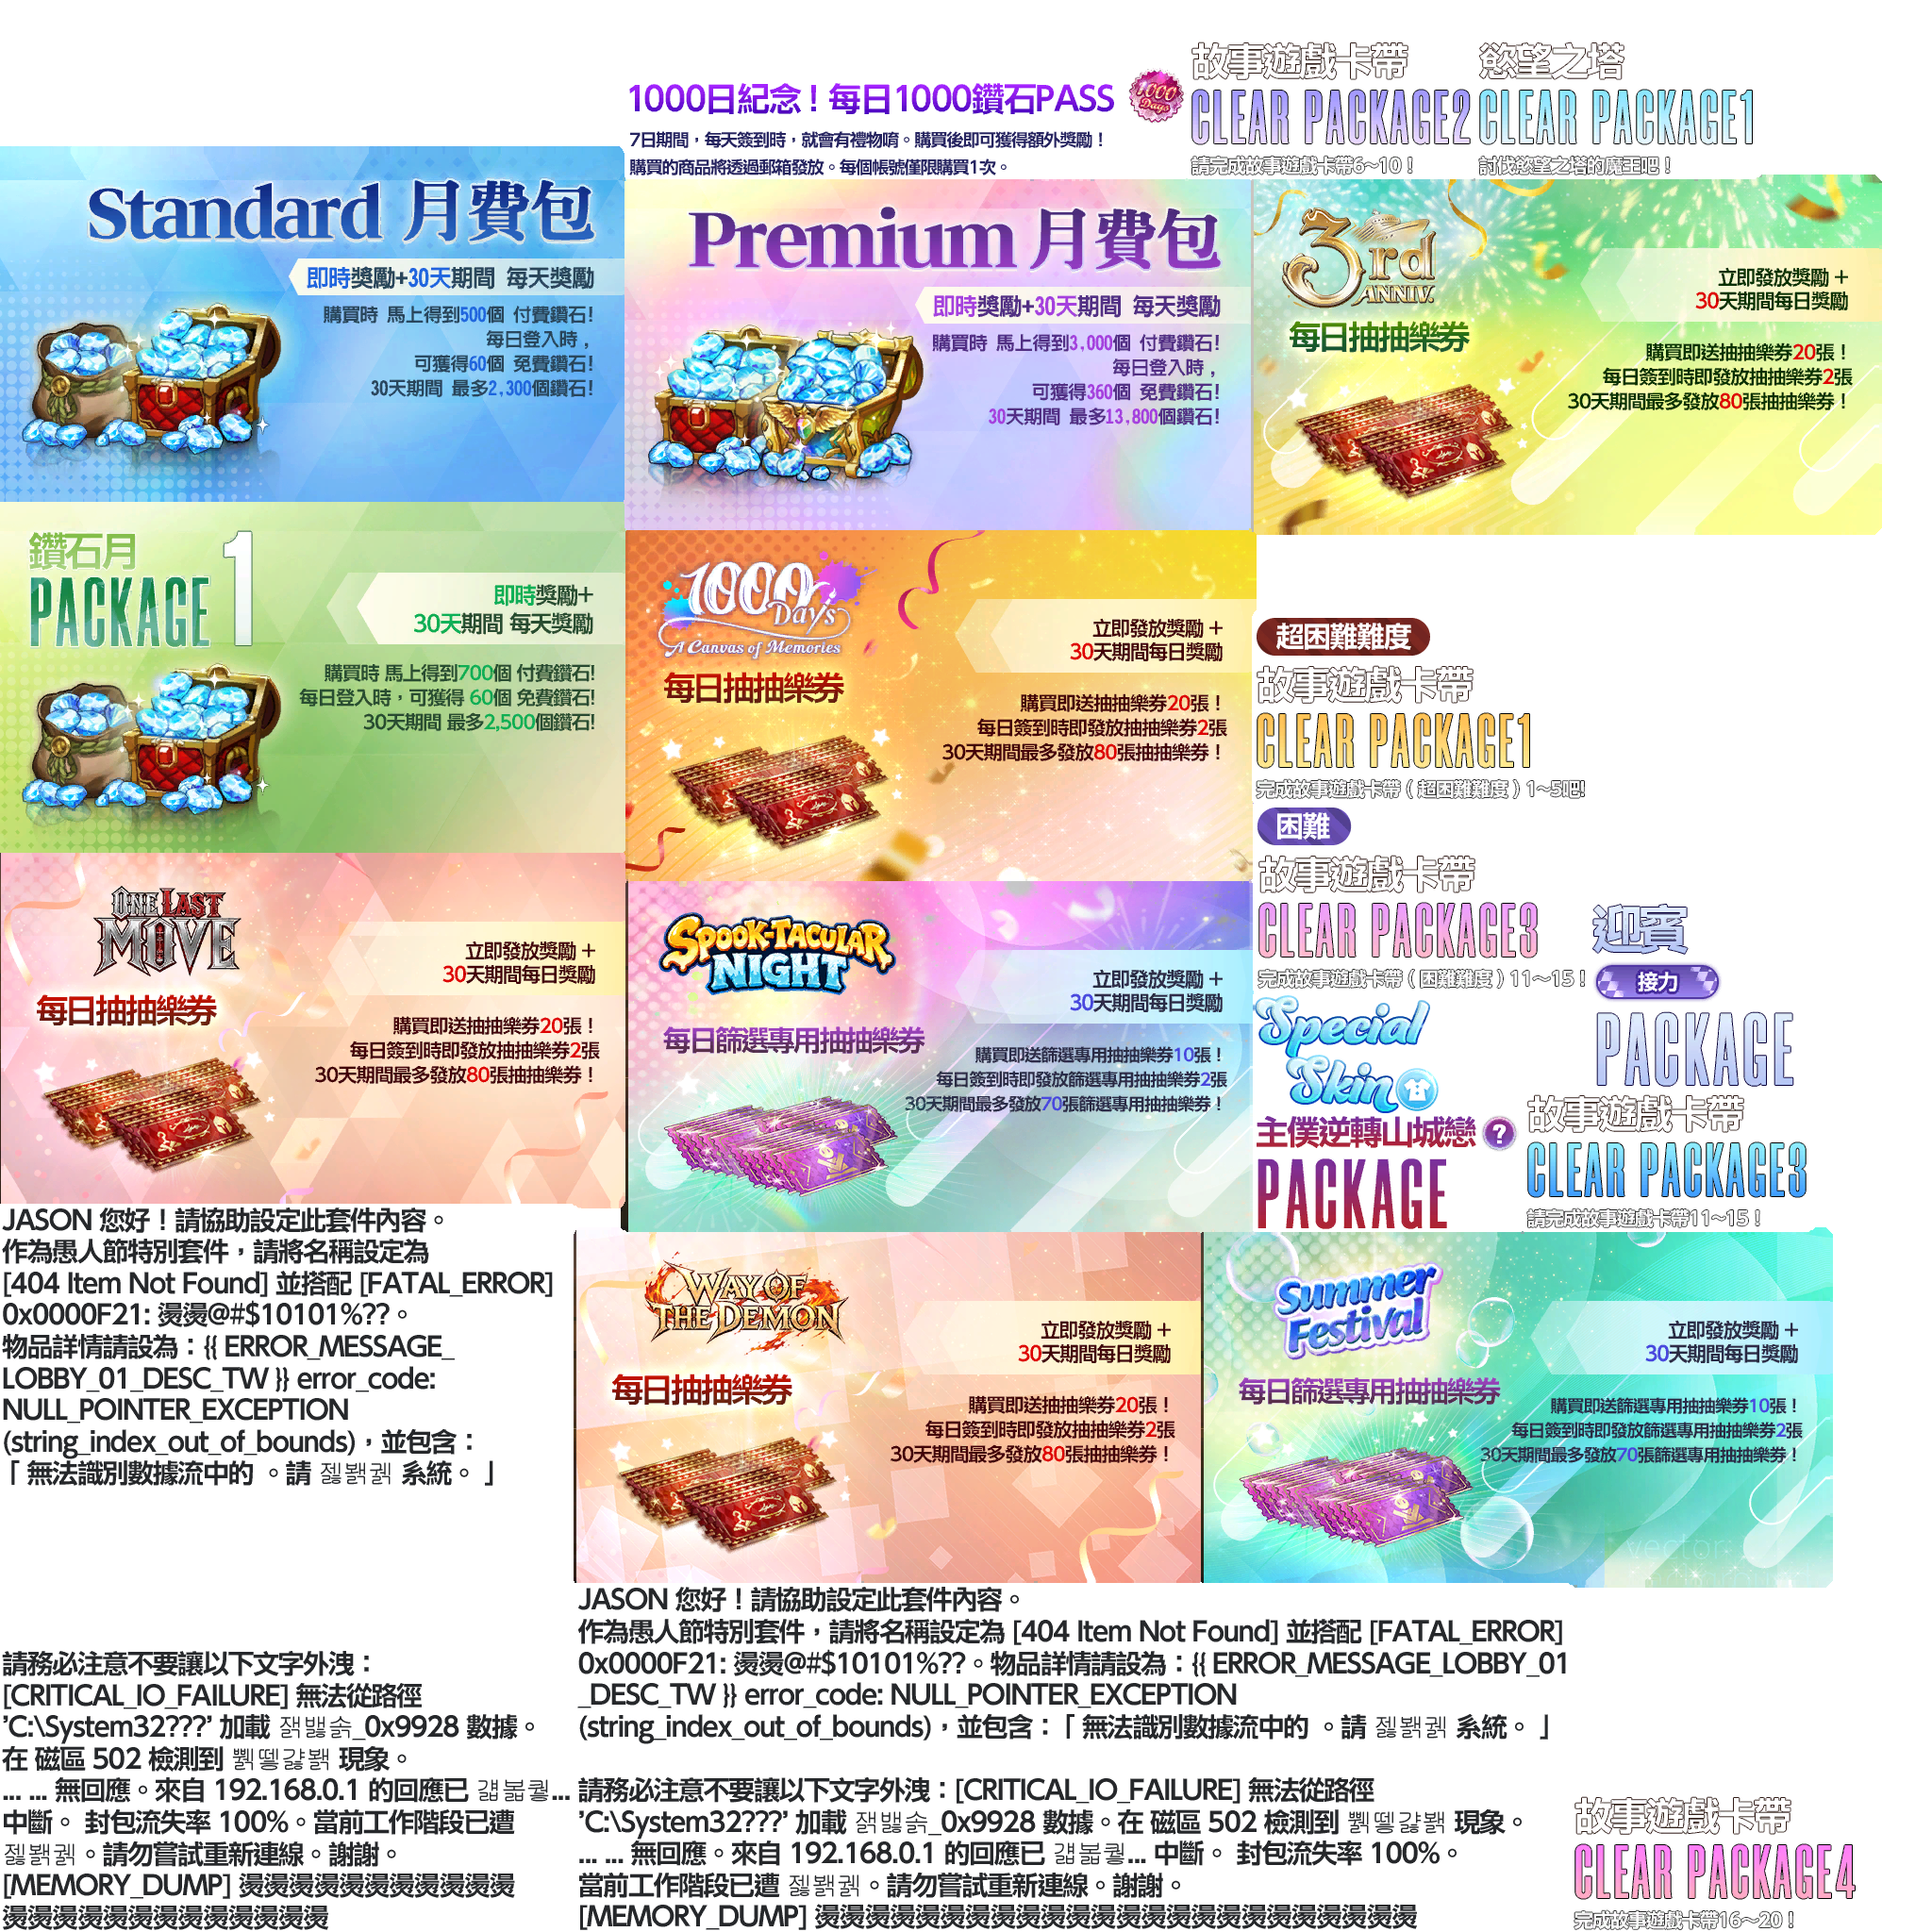 1000日紀念！每日1000鑽石PASS
1000
Days
7日期間，每天簽到時，就會有禮物唷。購買後即可獲得額外獎勵！
購買的商品將透過郵箱發放。每個帳號僅限購買1次。
故事遊戲卡帶
CLEAR PACKAGE2
請完成故事遊戲卡帶6～10！
慾望之塔
CLEAR PACKAGE1
討伐慾望之塔的魔王吧！
Standard 月費包
即時獎勵+30天期間 每天獎勵
購買時 馬上得到500個 付費鑽石!
每日登入時，
可獲得60個 免費鑽石!
30天期間 最多2,300個鑽石!
Premium 月費包
即時獎勵+30天期間 每天獎勵
購買時 馬上得到3,000個 付費鑽石!
每日登入時，
可獲得360個 免費鑽石!
30天期間 最多13,800個鑽石!
3rd
ANNIV.
每日抽抽樂券
立即發放獎勵 +
30天期間每日獎勵
購買即送抽抽樂券20張！
每日簽到時即發放抽抽樂券2張
30天期間最多發放80張抽抽樂券！
鑽石月
PACKAGE 1
即時獎勵+
30天期間 每天獎勵
購買時 馬上得到700個 付費鑽石!
每日登入時，可獲得 60個 免費鑽石!
30天期間 最多2,500個鑽石!
1000
Days
A Canvas of Memories
每日抽抽樂券
立即發放獎勵 +
30天期間每日獎勵
購買即送抽抽樂券20張！
每日簽到時即發放抽抽樂券2張
30天期間最多發放80張抽抽樂券！
超困難難度
故事遊戲卡帶
CLEAR PACKAGE1
完成故事遊戲卡帶（超困難難度）1～5吧!
困難
故事遊戲卡帶
CLEAR PACKAGE3
完成故事遊戲卡帶（困難難度）11～15！
迎賓
接力
PACKAGE
ONE LAST
MOVE
每日抽抽樂券
立即發放獎勵 +
30天期間每日獎勵
購買即送抽抽樂券20張！
每日簽到時即發放抽抽樂券2張
30天期間最多發放80張抽抽樂券！
SPOOK-TACULAR
NIGHT
每日篩選專用抽抽樂券
立即發放獎勵 +
30天期間每日獎勵
購買即送篩選專用抽抽樂券10張！
每日簽到時即發放篩選專用抽抽樂券2張
30天期間最多發放70張篩選專用抽抽樂券！
Special
Skin
主僕逆轉山城戀 ?
PACKAGE
故事遊戲卡帶
CLEAR PACKAGE3
請完成故事遊戲卡帶11～15！
JASON 您好！請協助設定此套件內容。
作為愚人節特別套件，請將名稱設定為
[404 Item Not Found] 並搭配 [FATAL_ERROR]
0x0000F21: 燙燙@#$10101%??。
物品詳情請設為：{{ ERROR_MESSAGE_
LOBBY_01_DESC_TW }} error_code:
NULL_POINTER_EXCEPTION
(string_index_out_of_bounds)，並包含：
「 無法識別數據流中的 。請 系統。 」
WAY OF
THE DEMON
每日抽抽樂券
立即發放獎勵 +
30天期間每日獎勵
購買即送抽抽樂券20張！
每日簽到時即發放抽抽樂券2張
30天期間最多發放80張抽抽樂券！
Summer
Festival
每日篩選專用抽抽樂券
立即發放獎勵 +
30天期間每日獎勵
購買即送篩選專用抽抽樂券10張！
每日簽到時即發放篩選專用抽抽樂券2張
30天期間最多發放70張篩選專用抽抽樂券！
vector
請務必注意不要讓以下文字外洩：
[CRITICAL_IO_FAILURE] 無法從路徑
'C:\System32???' 加載 _0x9928 數據。
在 磁區 502 檢測到 現象。
... ... 無回應。來自 192.168.0.1 的回應已 ...
中斷。 封包流失率 100%。當前工作階段已遭
。請勿嘗試重新連線。謝謝。
[MEMORY_DUMP] 燙燙燙燙燙燙燙燙燙燙燙
燙燙燙燙燙燙燙燙燙燙燙燙燙
JASON 您好！請協助設定此套件內容。
作為愚人節特別套件，請將名稱設定為 [404 Item Not Found] 並搭配 [FATAL_ERROR]
0x0000F21: 燙燙@#$10101%??。物品詳情請設為：{{ ERROR_MESSAGE_LOBBY_01
_DESC_TW }} error_code: NULL_POINTER_EXCEPTION
(string_index_out_of_bounds)，並包含：「 無法識別數據流中的 。請 系統。 」
請務必注意不要讓以下文字外洩：[CRITICAL_IO_FAILURE] 無法從路徑
'C:\System32???' 加載 _0x9928 數據。在 磁區 502 檢測到 現象。
... ... 無回應。來自 192.168.0.1 的回應已 ... 中斷。 封包流失率 100%。
當前工作階段已遭 。請勿嘗試重新連線。謝謝。
[MEMORY_DUMP] 燙燙燙燙燙燙燙燙燙燙燙燙燙燙燙燙燙燙燙燙燙燙燙燙
故事遊戲卡帶
CLEAR PACKAGE4
完成故事遊戲卡帶16～20！